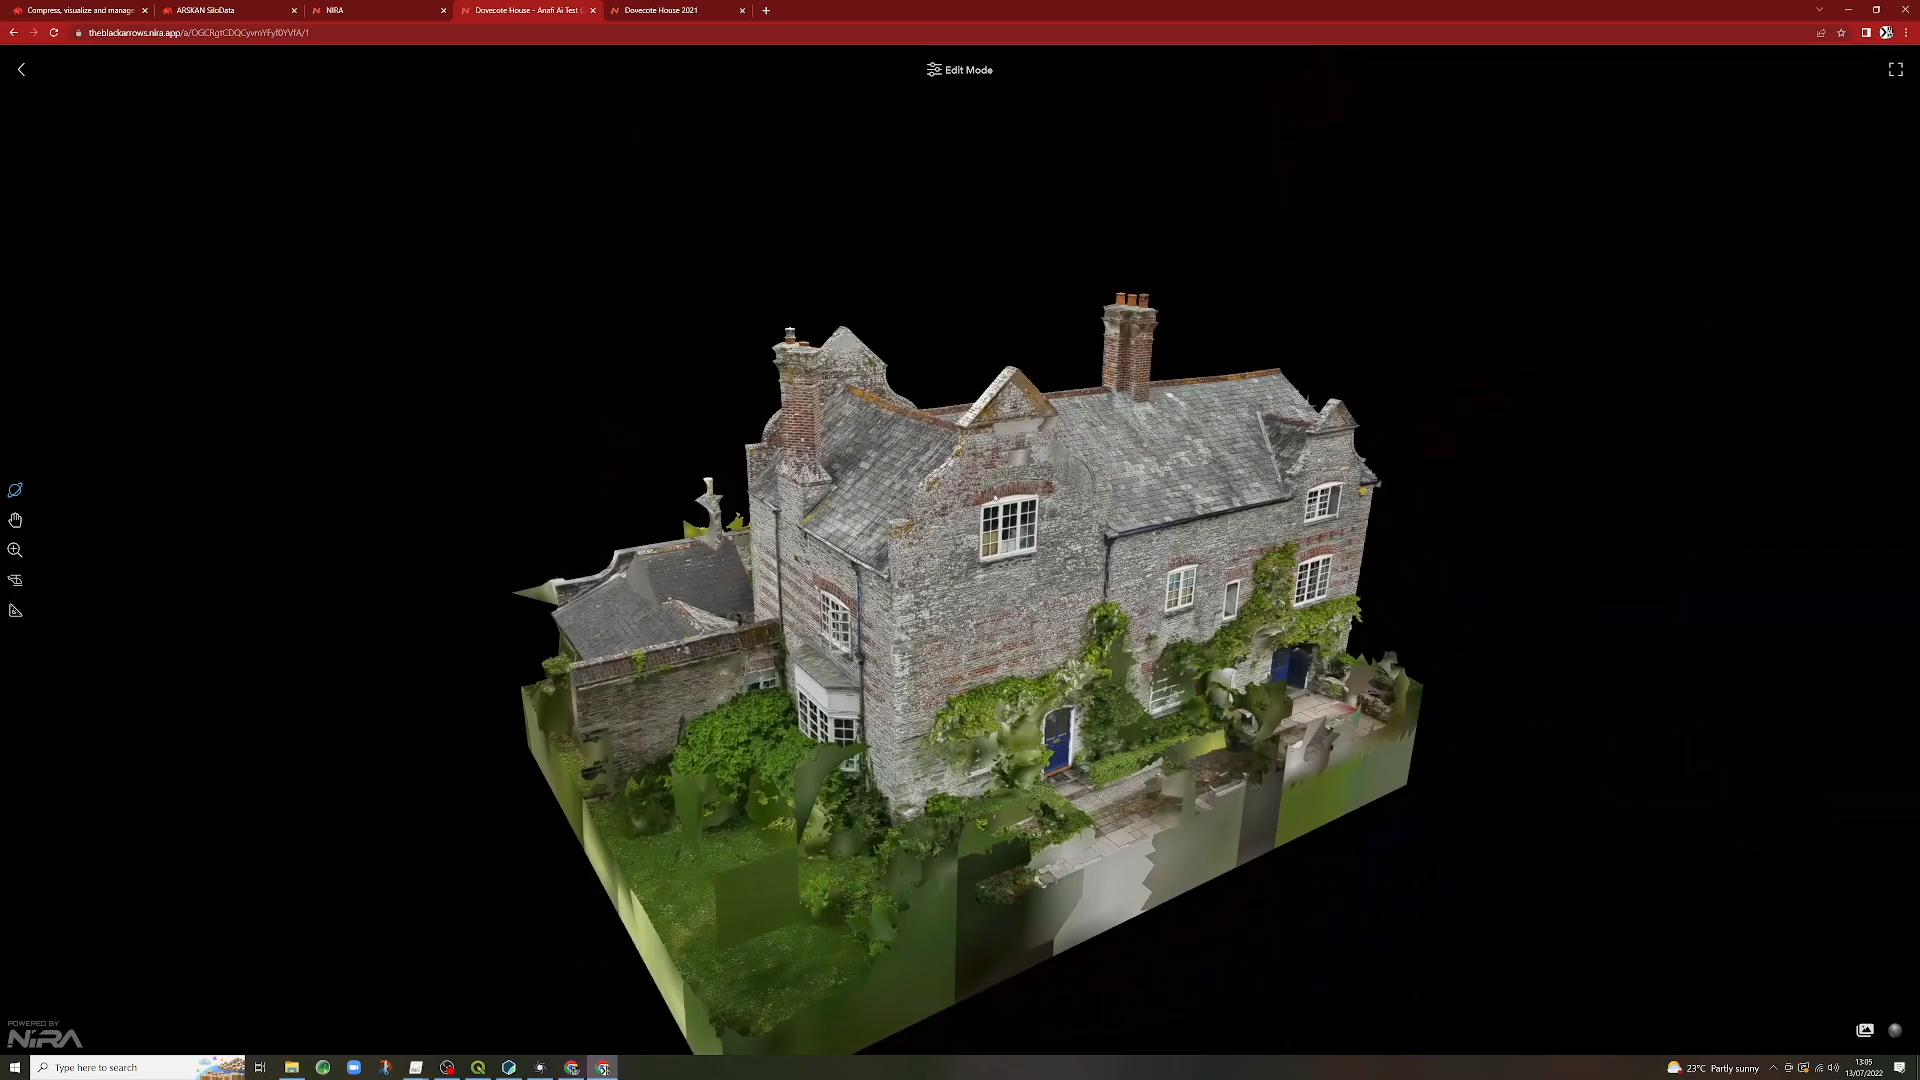 Compress, visualize and manage
ARSKAN SiloData
NIRA
Dovecote House - Anafi Ai Test (
Dovecote House 2021
theblackarrows.nira.app/a/OGCRgtCDQCyvmYFyf0YVfA/1
Edit Mode
POWERED BY
NIRA
Type here to search
23°C Partly sunny
13:05
13/07/2022